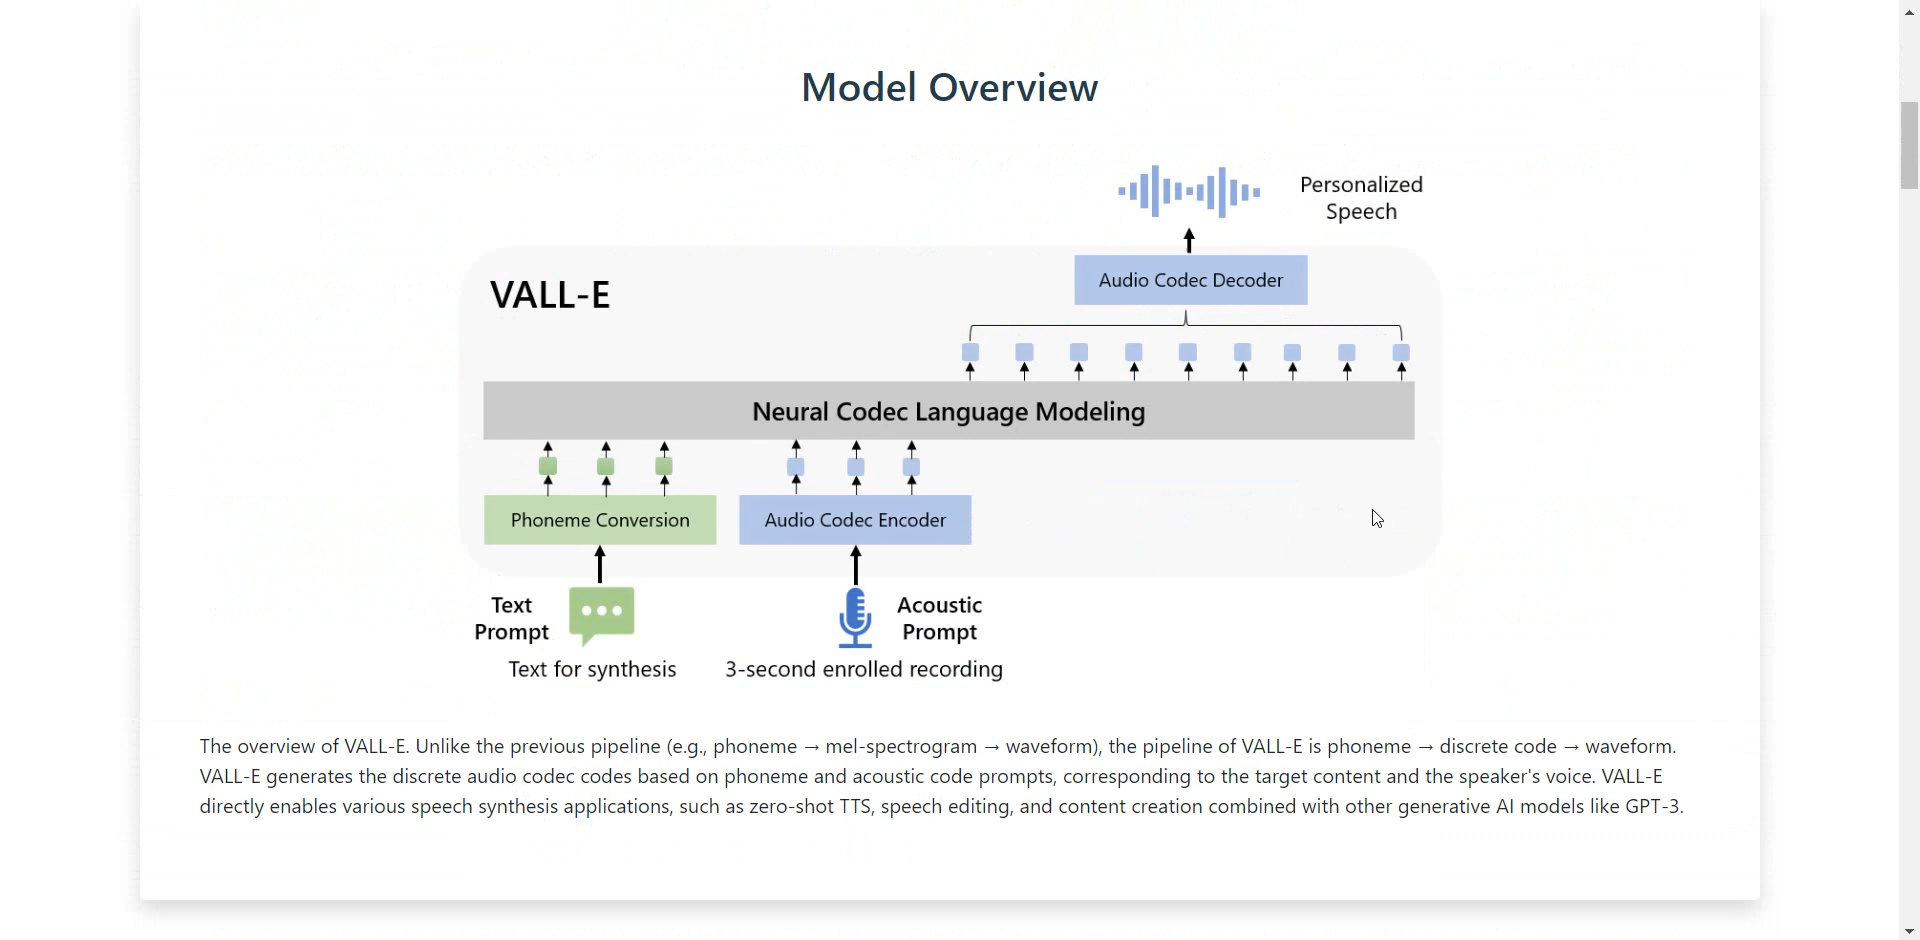 Model Overview
Personalized
Speech
VALL-E
Audio Codec Decoder
Neural Codec Language Modeling
Phoneme Conversion
Audio Codec Encoder
Text
Prompt
Acoustic
Prompt
Text for synthesis
3-second enrolled recording
The overview of VALL-E. Unlike the previous pipeline (e.g., phoneme → mel-spectrogram → waveform), the pipeline of VALL-E is phoneme → discrete code → waveform.
VALL-E generates the discrete audio codec codes based on phoneme and acoustic code prompts, corresponding to the target content and the speaker's voice. VALL-E
directly enables various speech synthesis applications, such as zero-shot TTS, speech editing, and content creation combined with other generative AI models like GPT-3.